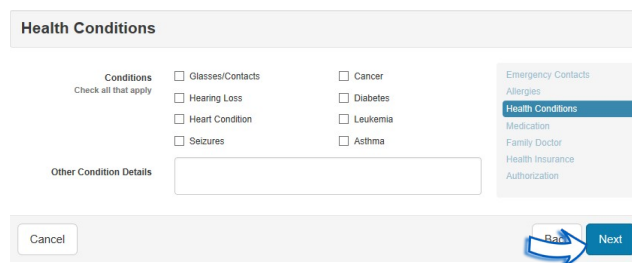 Health Conditions
Conditions
Check all that apply
Glasses/Contacts
Cancer
Hearing Loss
Diabetes
Heart Condition
Leukemia
Seizures
Asthma
Other Condition Details
Emergency Contacts
Allergies
Health Conditions
Medication
Family Doctor
Health Insurance
Authorization
Cancel
Next